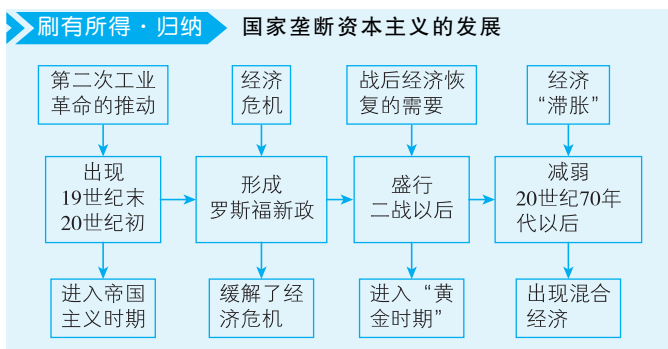 刷有所得·归纳 国家垄断资本主义的发展
第二次工业
革命的推动
经济
危机
战后经济恢
复的需要
经济
“滞胀”
出现
19世纪末
20世纪初
形成
罗斯福新政
盛行
二战以后
减弱
20世纪70年
代以后
进入帝国
主义时期
缓解了经
济危机
进入“黄
金时期”
出现混合
经济